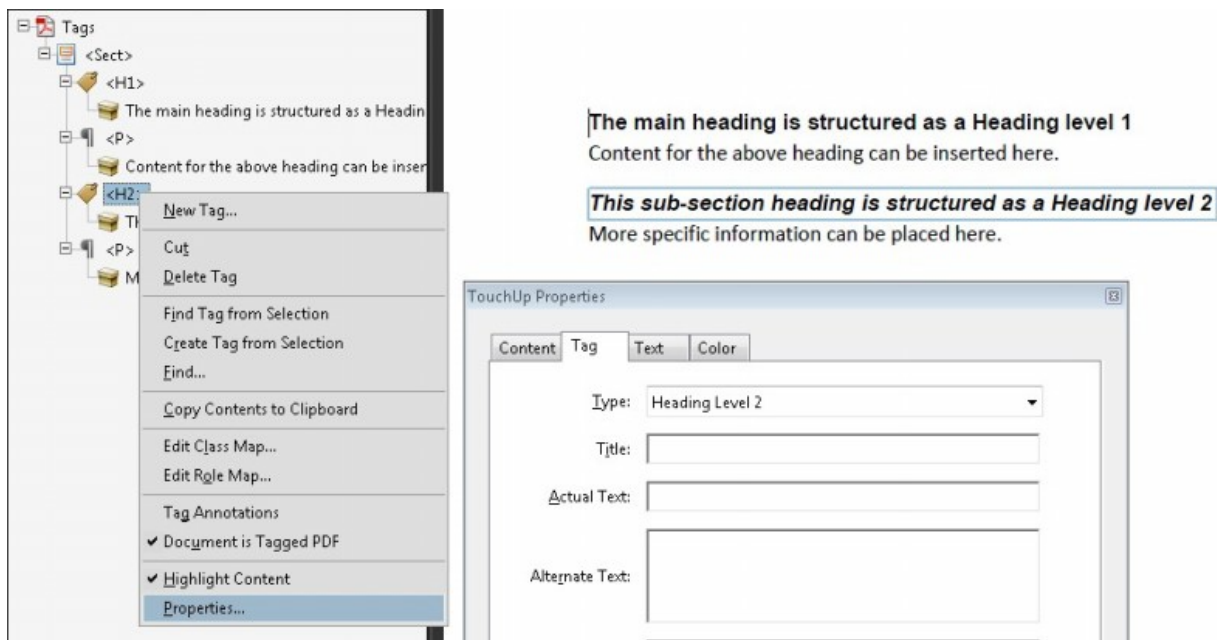 Tags
<Sect>
<H1>
The main heading is structured as a Headin
<P>
Content for the above heading can be inser
<H2>
Th
<P>
M
New Tag...
Cut
Delete Tag
Find Tag from Selection
Create Tag from Selection
Find...
Copy Contents to Clipboard
Edit Class Map...
Edit Role Map...
Tag Annotations
Document is Tagged PDF
Highlight Content
Properties...
The main heading is structured as a Heading level 1
Content for the above heading can be inserted here.
This sub-section heading is structured as a Heading level 2
More specific information can be placed here.
TouchUp Properties
Content Tag Text Color
Type: Heading Level 2
Title:
Actual Text:
Alternate Text: